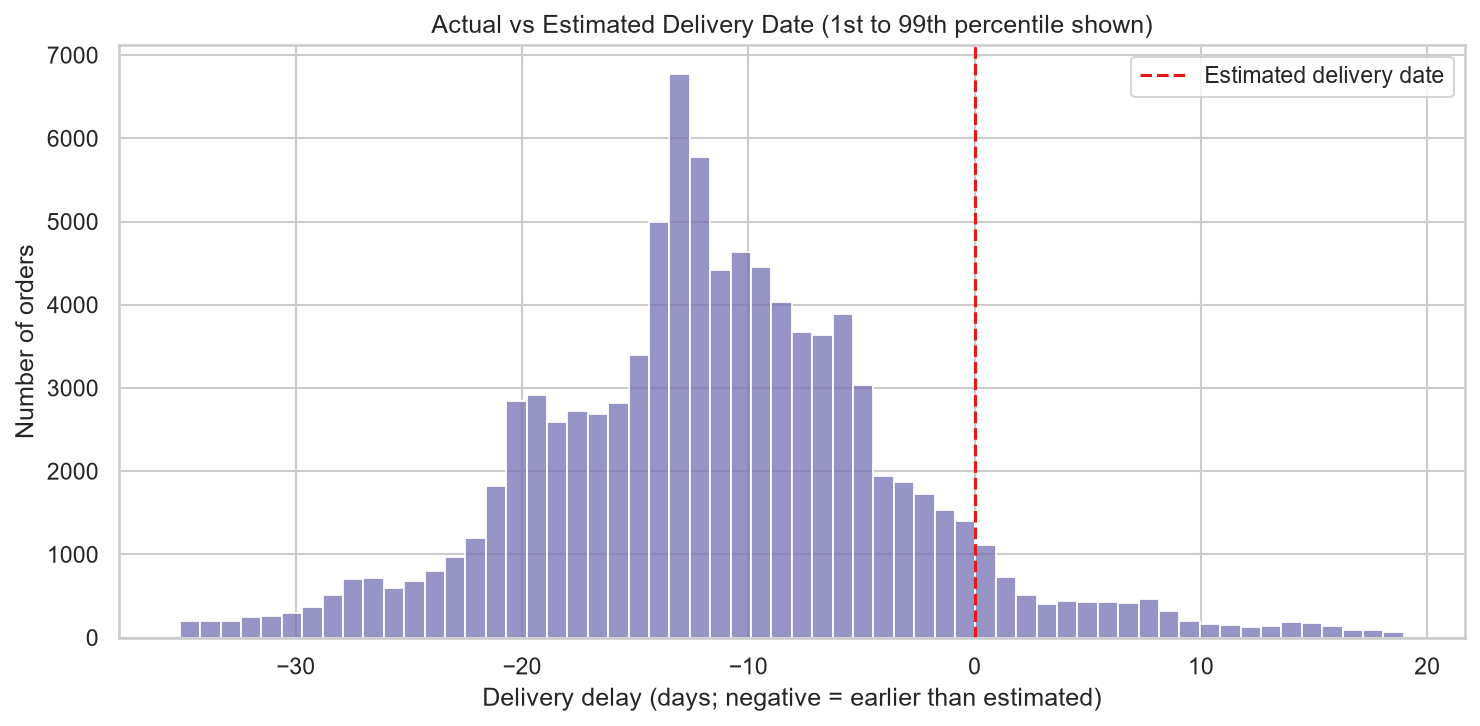 Actual vs Estimated Delivery Date (1st to 99th percentile shown)
Estimated delivery date
Number of orders
7000
6000
5000
4000
3000
2000
1000
0
−30 −20 −10 0 10 20
Delivery delay (days; negative = earlier than estimated)